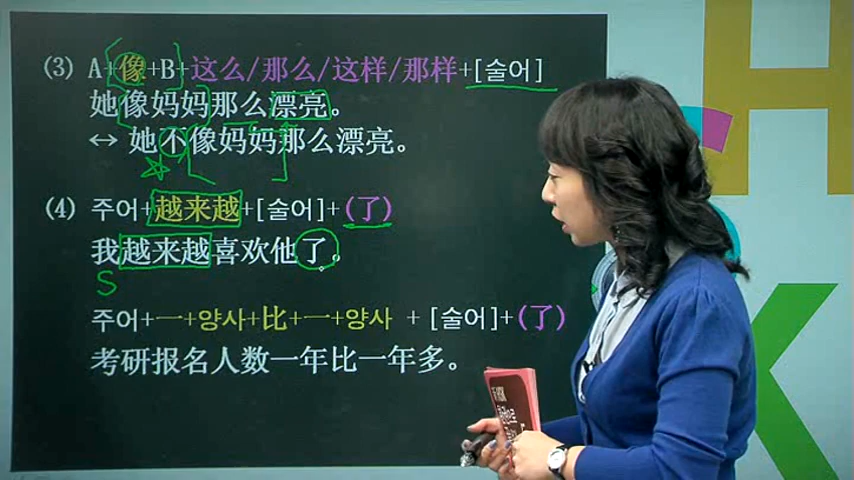 (3) A+像+B+这么/那么/这样/那样+[술어]
她像妈妈那么漂亮。
↔ 她不像妈妈那么漂亮。
(4) 주어+越来越+[술어]+(了)
我越来越喜欢他了。
S
주어+一+양사+比+一+양사 + [술어]+(了)
考研报名人数一年比一年多。
H
K